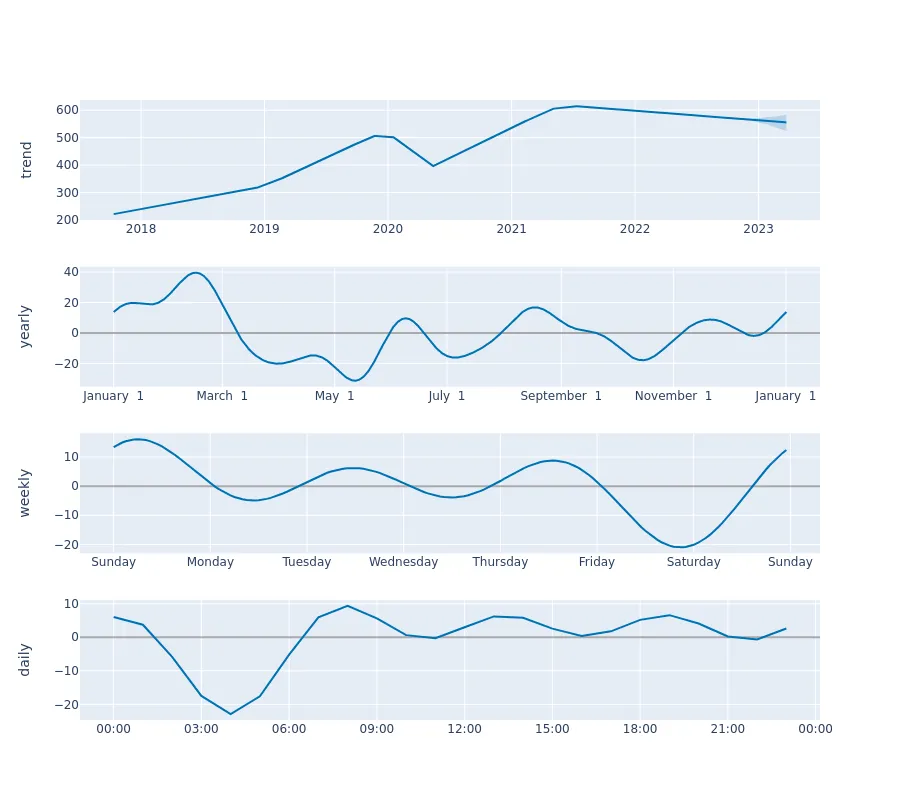 trend
600
500
400
300
200
2018 2019 2020 2021 2022 2023
yearly
40
20
0
−20
January 1 March 1 May 1 July 1 September 1 November 1 January 1
weekly
10
0
−10
−20
Sunday Monday Tuesday Wednesday Thursday Friday Saturday Sunday
daily
10
0
−10
−20
00:00 03:00 06:00 09:00 12:00 15:00 18:00 21:00 00:00